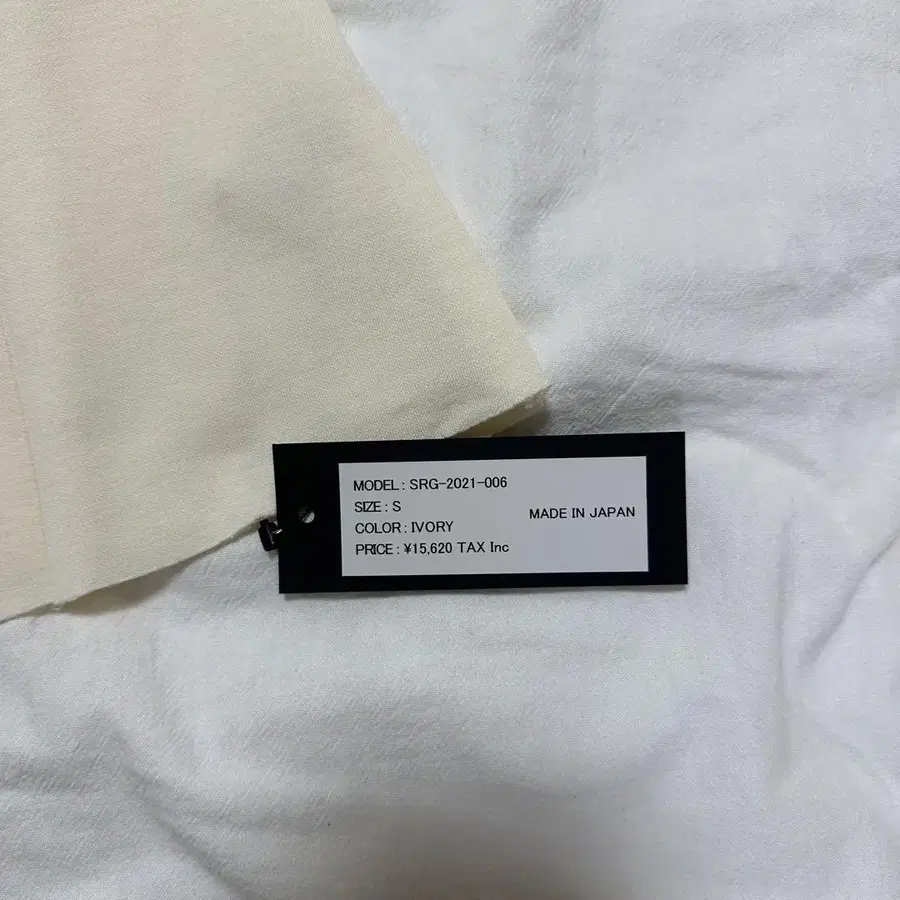 MODEL : SRG-2021-006
SIZE : S
COLOR : IVORY
PRICE : ¥15,620 TAX Inc
MADE IN JAPAN